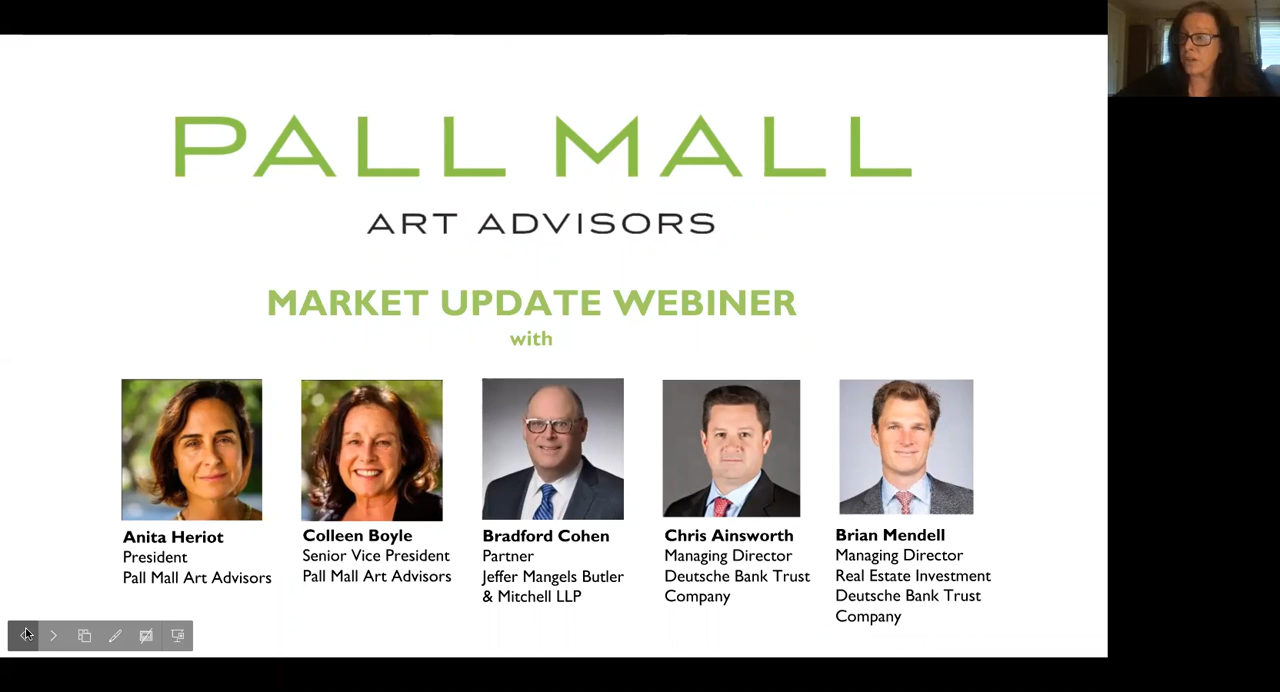 PALL MALL
ART ADVISORS
MARKET UPDATE WEBINER
with
Anita Heriot
President
Pall Mall Art Advisors
Colleen Boyle
Senior Vice President
Pall Mall Art Advisors
Bradford Cohen
Partner
Jeffer Mangels Butler
& Mitchell LLP
Chris Ainsworth
Managing Director
Deutsche Bank Trust
Company
Brian Mendell
Managing Director
Real Estate Investment
Deutsche Bank Trust
Company